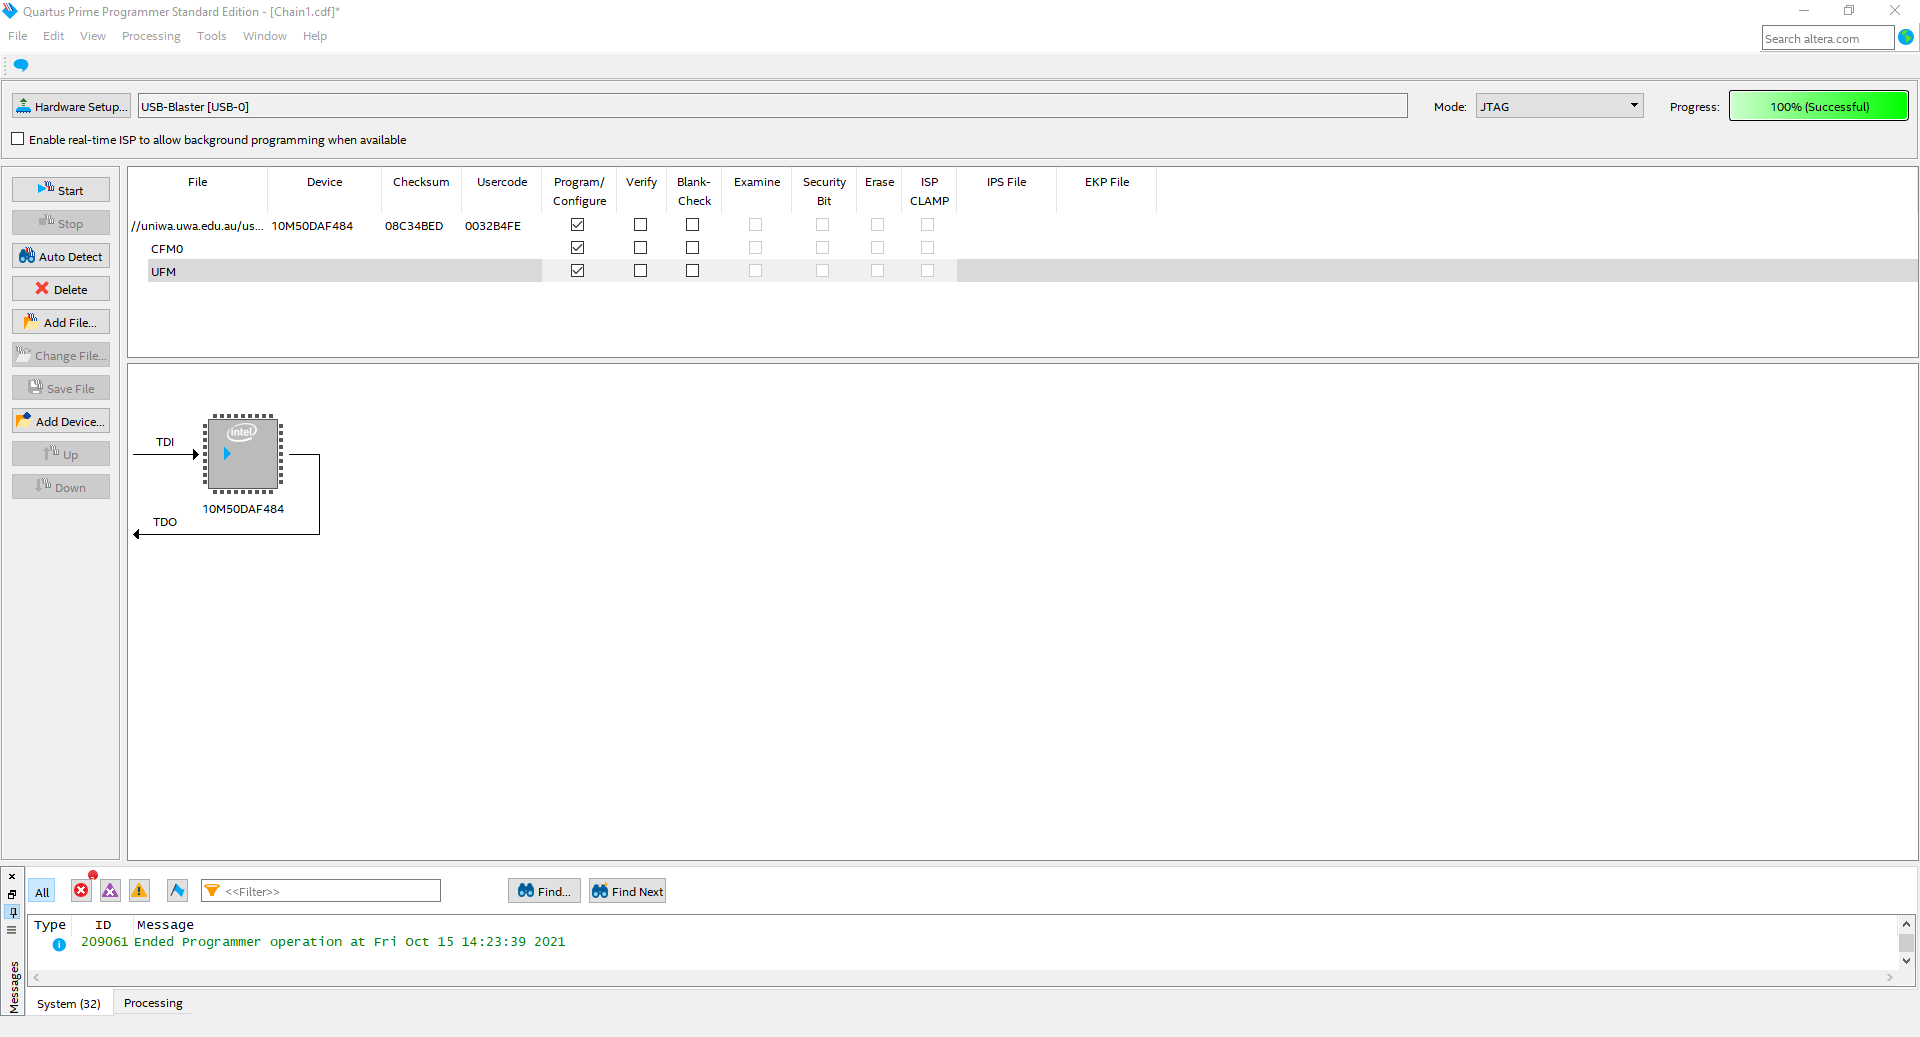 Quartus Prime Programmer Standard Edition - [Chain1.cdf]*
File Edit View Processing Tools Window Help
Search altera.com
Hardware Setup... USB-Blaster [USB-0] Mode: JTAG Progress: 100% (Successful)
Enable real-time ISP to allow background programming when available
Start
Stop
Auto Detect
Delete
Add File...
Change File...
Save File
Add Device...
Up
Down
File Device Checksum Usercode Program/ Verify Blank- Examine Security Erase ISP IPS File EKP File
Configure Check Bit CLAMP
//uniwa.uwa.edu.au/us... 10M50DAF484 08C34BED 0032B4FE
CFM0
UFM
intel
TDI
10M50DAF484
TDO
All <<Filter>> Find... Find Next
Type ID Message
209061 Ended Programmer operation at Fri Oct 15 14:23:39 2021
Messages
System (32) Processing